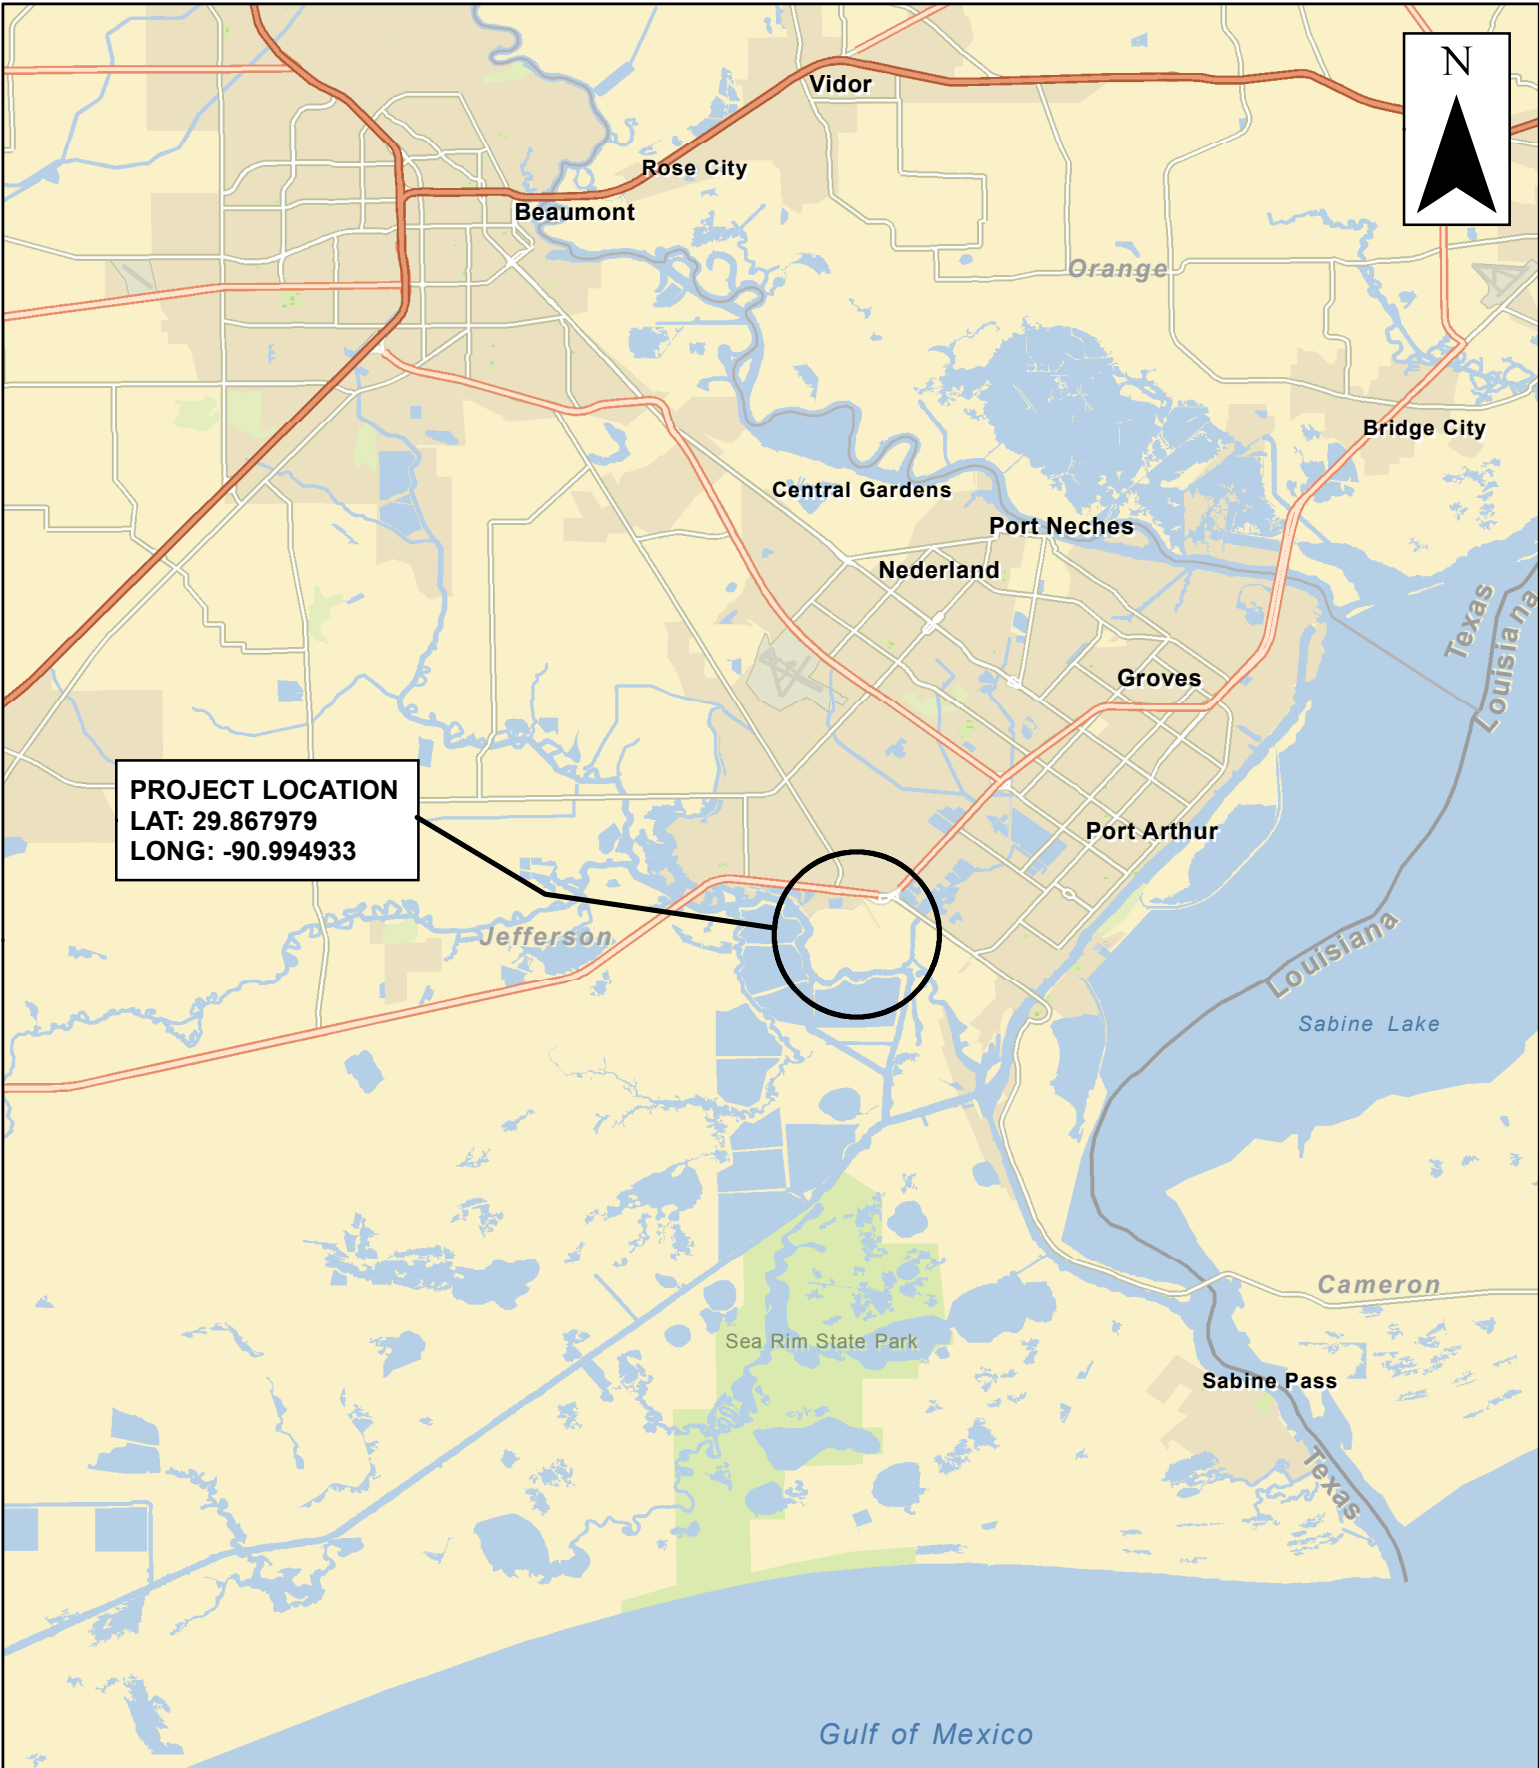 N
Vidor
Rose City
Beaumont
Orange
Bridge City
Central Gardens
Port Neches
Nederland
Texas
Louisiana
Groves
PROJECT LOCATION
LAT: 29.867979
LONG: -90.994933
Port Arthur
Jefferson
Louisiana
Sabine Lake
Cameron
Sea Rim State Park
Sabine Pass
Texas
Gulf of Mexico